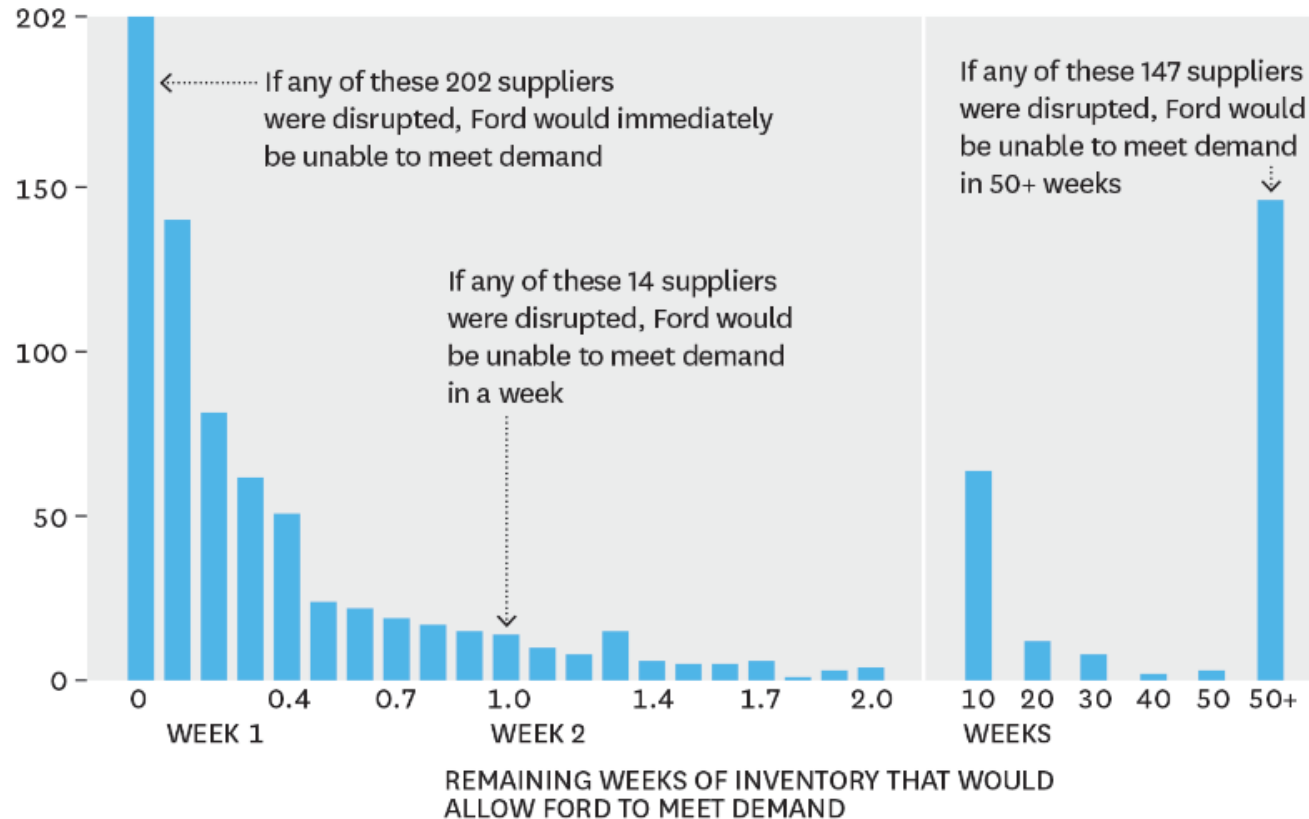 202
If any of these 202 suppliers
were disrupted, Ford would immediately
be unable to meet demand
If any of these 147 suppliers
were disrupted, Ford would
be unable to meet demand
in 50+ weeks
150
If any of these 14 suppliers
were disrupted, Ford would
be unable to meet demand
in a week
100
50
0
0 0.4 0.7 1.0 1.4 1.7 2.0 10 20 30 40 50 50+
WEEK 1 WEEK 2 WEEKS
REMAINING WEEKS OF INVENTORY THAT WOULD
ALLOW FORD TO MEET DEMAND